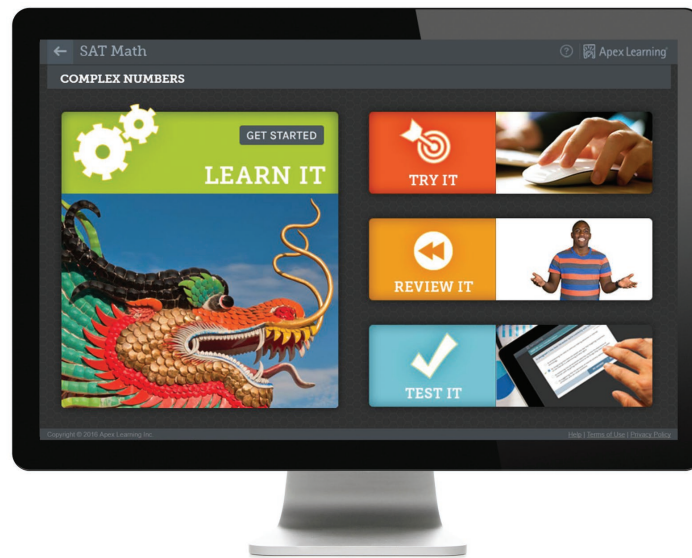 ← SAT Math
? Apex Learning
COMPLEX NUMBERS
GET STARTED
LEARN IT
TRY IT
REVIEW IT
TEST IT
Copyright © 2016 Apex Learning Inc.
Help | Terms of Use | Privacy Policy